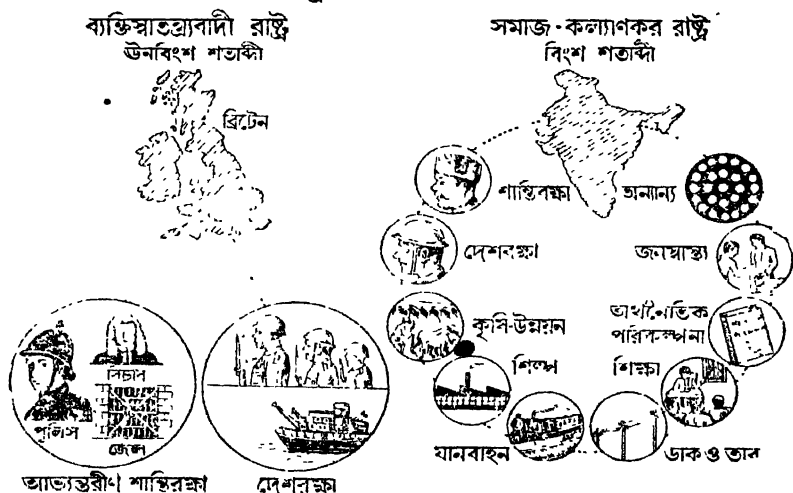 ব্যক্তিস্বাতন্ত্র্যবাদী রাষ্ট্র
ঊনবিংশ শতাব্দী
ব্রিটেন
বিচার
পুলিস
জেল
আভ্যন্তরীণ শান্তিরক্ষা
দেশরক্ষা
সমাজ-কল্যাণকর রাষ্ট্র
বিংশ শতাব্দী
শান্তিরক্ষা
অন্যান্য
দেশরক্ষা
জনস্বাস্থ্য
কৃষি-উন্নয়ন
অর্থনৈতিক
পরিকল্পনা
শিল্প
শিক্ষা
যানবাহন
ডাক ও তার